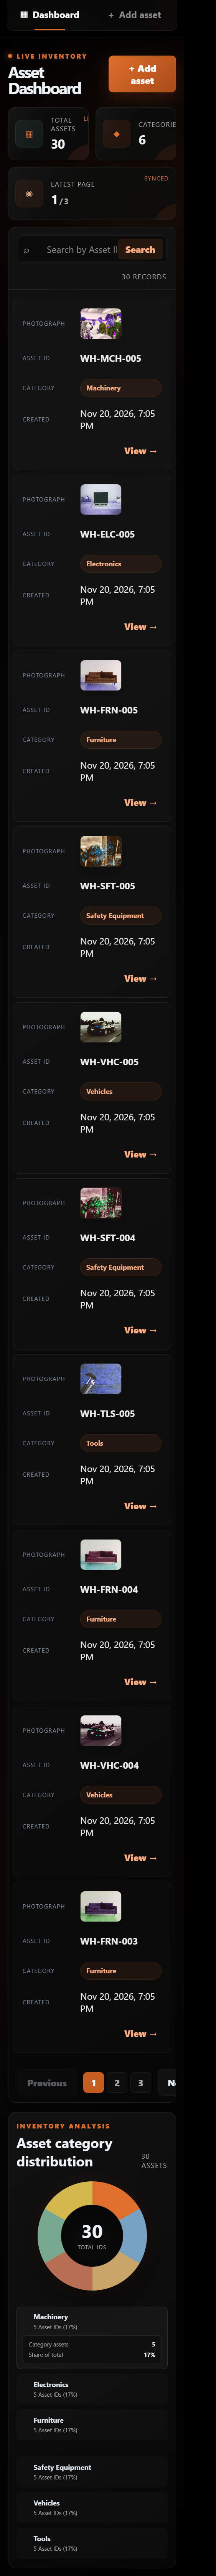 Dashboard
+ Add asset
LIVE INVENTORY
Asset
Dashboard
+ Add
asset
TOTAL
ASSETS
30
CATEGORIE
6
LATEST PAGE
1 / 3
SYNCED
Search by Asset I
Search
30 RECORDS
PHOTOGRAPH
ASSET ID
WH-MCH-005
CATEGORY
Machinery
CREATED
Nov 20, 2026, 7:05
PM
View →
PHOTOGRAPH
ASSET ID
WH-ELC-005
CATEGORY
Electronics
CREATED
Nov 20, 2026, 7:05
PM
View →
PHOTOGRAPH
ASSET ID
WH-FRN-005
CATEGORY
Furniture
CREATED
Nov 20, 2026, 7:05
PM
View →
PHOTOGRAPH
ASSET ID
WH-SFT-005
CATEGORY
Safety Equipment
CREATED
Nov 20, 2026, 7:05
PM
View →
PHOTOGRAPH
ASSET ID
WH-VHC-005
CATEGORY
Vehicles
CREATED
Nov 20, 2026, 7:05
PM
View →
PHOTOGRAPH
ASSET ID
WH-SFT-004
CATEGORY
Safety Equipment
CREATED
Nov 20, 2026, 7:05
PM
View →
PHOTOGRAPH
ASSET ID
WH-TLS-005
CATEGORY
Tools
CREATED
Nov 20, 2026, 7:05
PM
View →
PHOTOGRAPH
ASSET ID
WH-FRN-004
CATEGORY
Furniture
CREATED
Nov 20, 2026, 7:05
PM
View →
PHOTOGRAPH
ASSET ID
WH-VHC-004
CATEGORY
Vehicles
CREATED
Nov 20, 2026, 7:05
PM
View →
PHOTOGRAPH
ASSET ID
WH-FRN-003
CATEGORY
Furniture
CREATED
Nov 20, 2026, 7:05
PM
View →
Previous
1
2
3
INVENTORY ANALYSIS
Asset category
distribution
30
ASSETS
30
TOTAL IDS
Machinery
5 Asset IDs (17%)
Category assets
5
Share of total
17%
Electronics
5 Asset IDs (17%)
Furniture
5 Asset IDs (17%)
Safety Equipment
5 Asset IDs (17%)
Vehicles
5 Asset IDs (17%)
Tools
5 Asset IDs (17%)